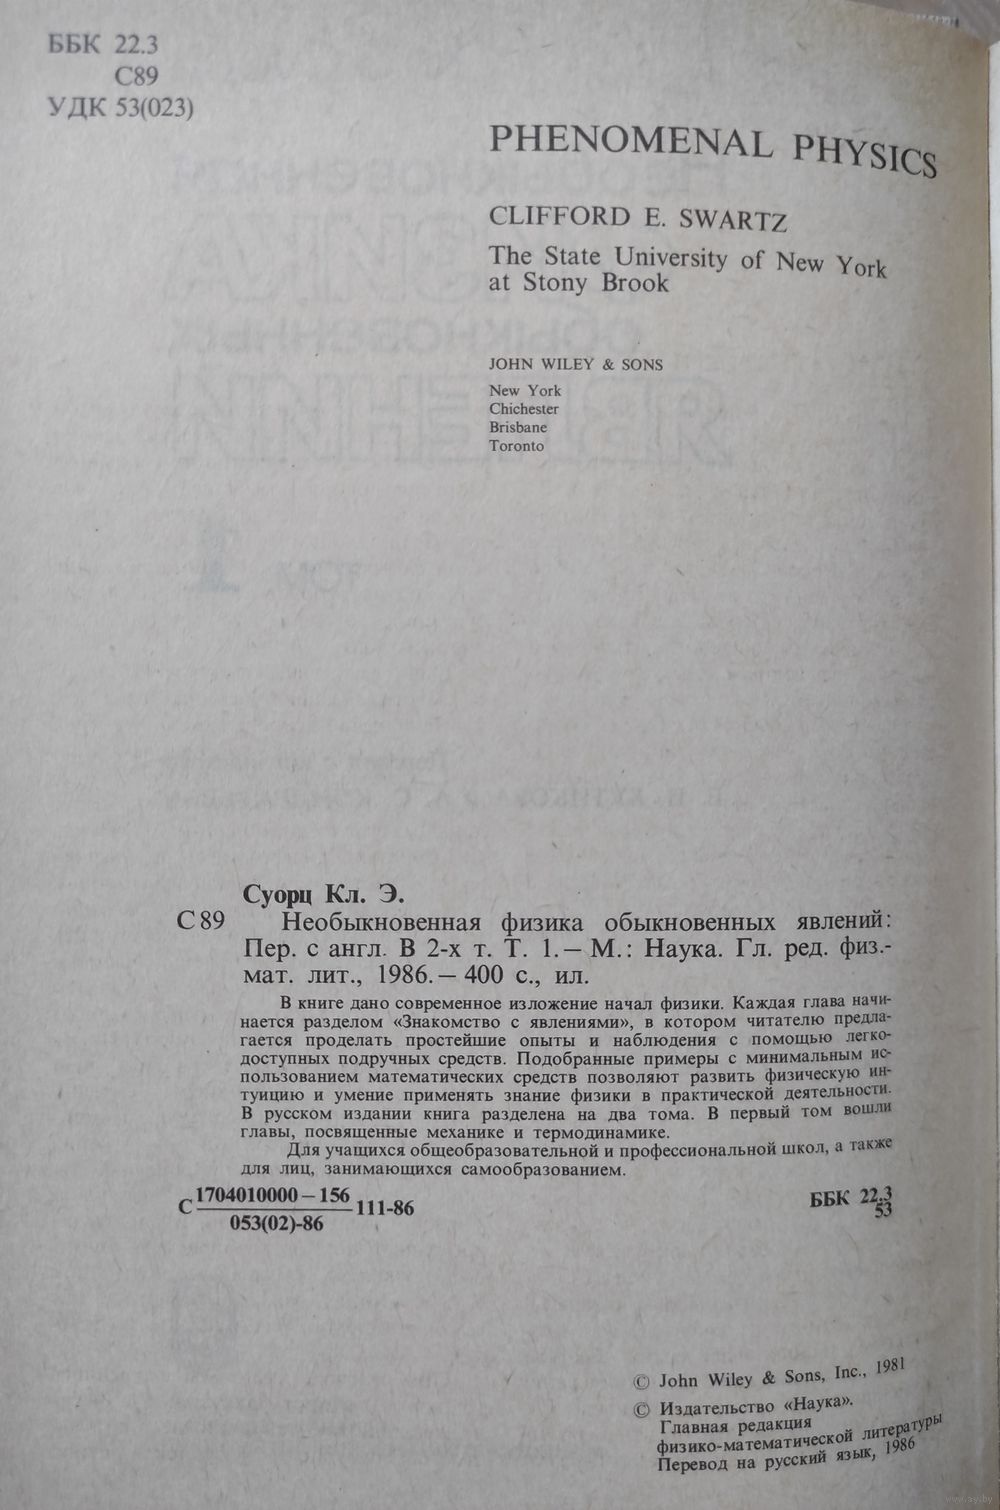 ББК 22.3
С89
УДК 53(023)
PHENOMENAL PHYSICS
CLIFFORD E. SWARTZ
The State University of New York
at Stony Brook
JOHN WILEY & SONS
New York
Chichester
Brisbane
Toronto
Суорц Кл. Э.
С 89 Необыкновенная физика обыкновенных явлений:
Пер. с англ. В 2-х т. Т. 1. — М.: Наука. Гл. ред. физ.-
мат. лит., 1986. — 400 с., ил.
В книге дано современное изложение начал физики. Каждая глава начи-
нается разделом «Знакомство с явлениями», в котором читателю предла-
гается проделать простейшие опыты и наблюдения с помощью легко-
доступных подручных средств. Подобранные примеры с минимальным ис-
пользованием математических средств позволяют развить физическую ин-
туицию и умение применять знание физики в практической деятельности.
В русском издании книга разделена на два тома. В первый том вошли
главы, посвященные механике и термодинамике.
Для учащихся общеобразовательной и профессиональной школ, а также
для лиц, занимающихся самообразованием.
С 1704010000 — 156 111-86
053(02)-86
ББК 22.3
53
© John Wiley & Sons, Inc., 1981
© Издательство «Наука».
Главная редакция
физико-математической литературы
Перевод на русский язык, 1986
www.ay.by